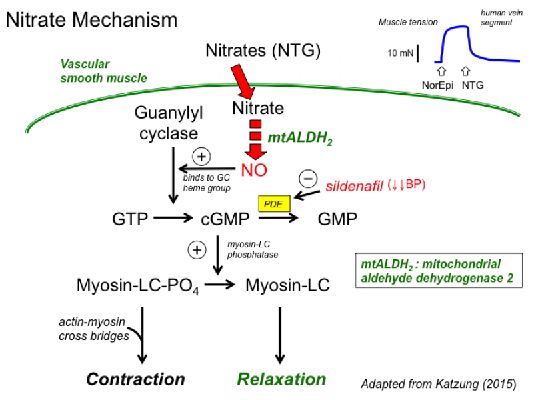 Nitrate Mechanism
Muscle tension
human vein
segment
10 mN
NorEpi
NTG
Nitrates (NTG)
Vascular
smooth muscle
Guanylyl
cyclase
Nitrate
mtALDH2
+
NO
binds to GC
heme group
−
sildenafil (↓↓BP)
PDE
GTP
cGMP
GMP
+
myosin-LC
phosphatase
mtALDH2 : mitochondrial
aldehyde dehydrogenase 2
Myosin-LC-PO4
Myosin-LC
actin-myosin
cross bridges
Contraction
Relaxation
Adapted from Katzung (2015)